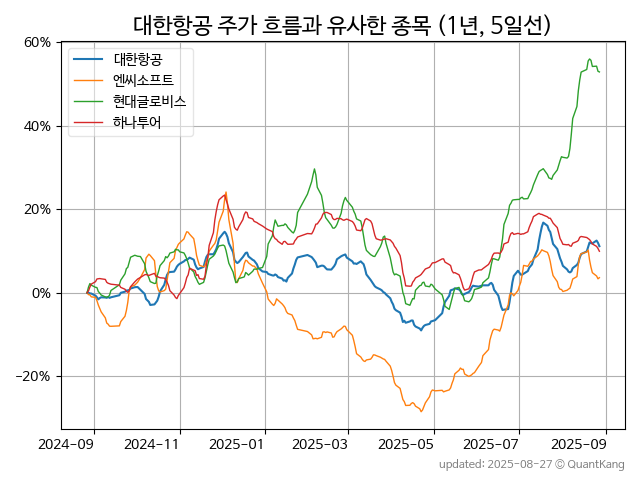 대한항공 주가 흐름과 유사한 종목 (1년, 5일선)
60%
40%
20%
0%
−20%
대한항공
엔씨소프트
현대글로비스
하나투어
2024-09
2024-11
2025-01
2025-03
2025-05
2025-07
2025-09
updated: 2025-08-27 © QuantKang